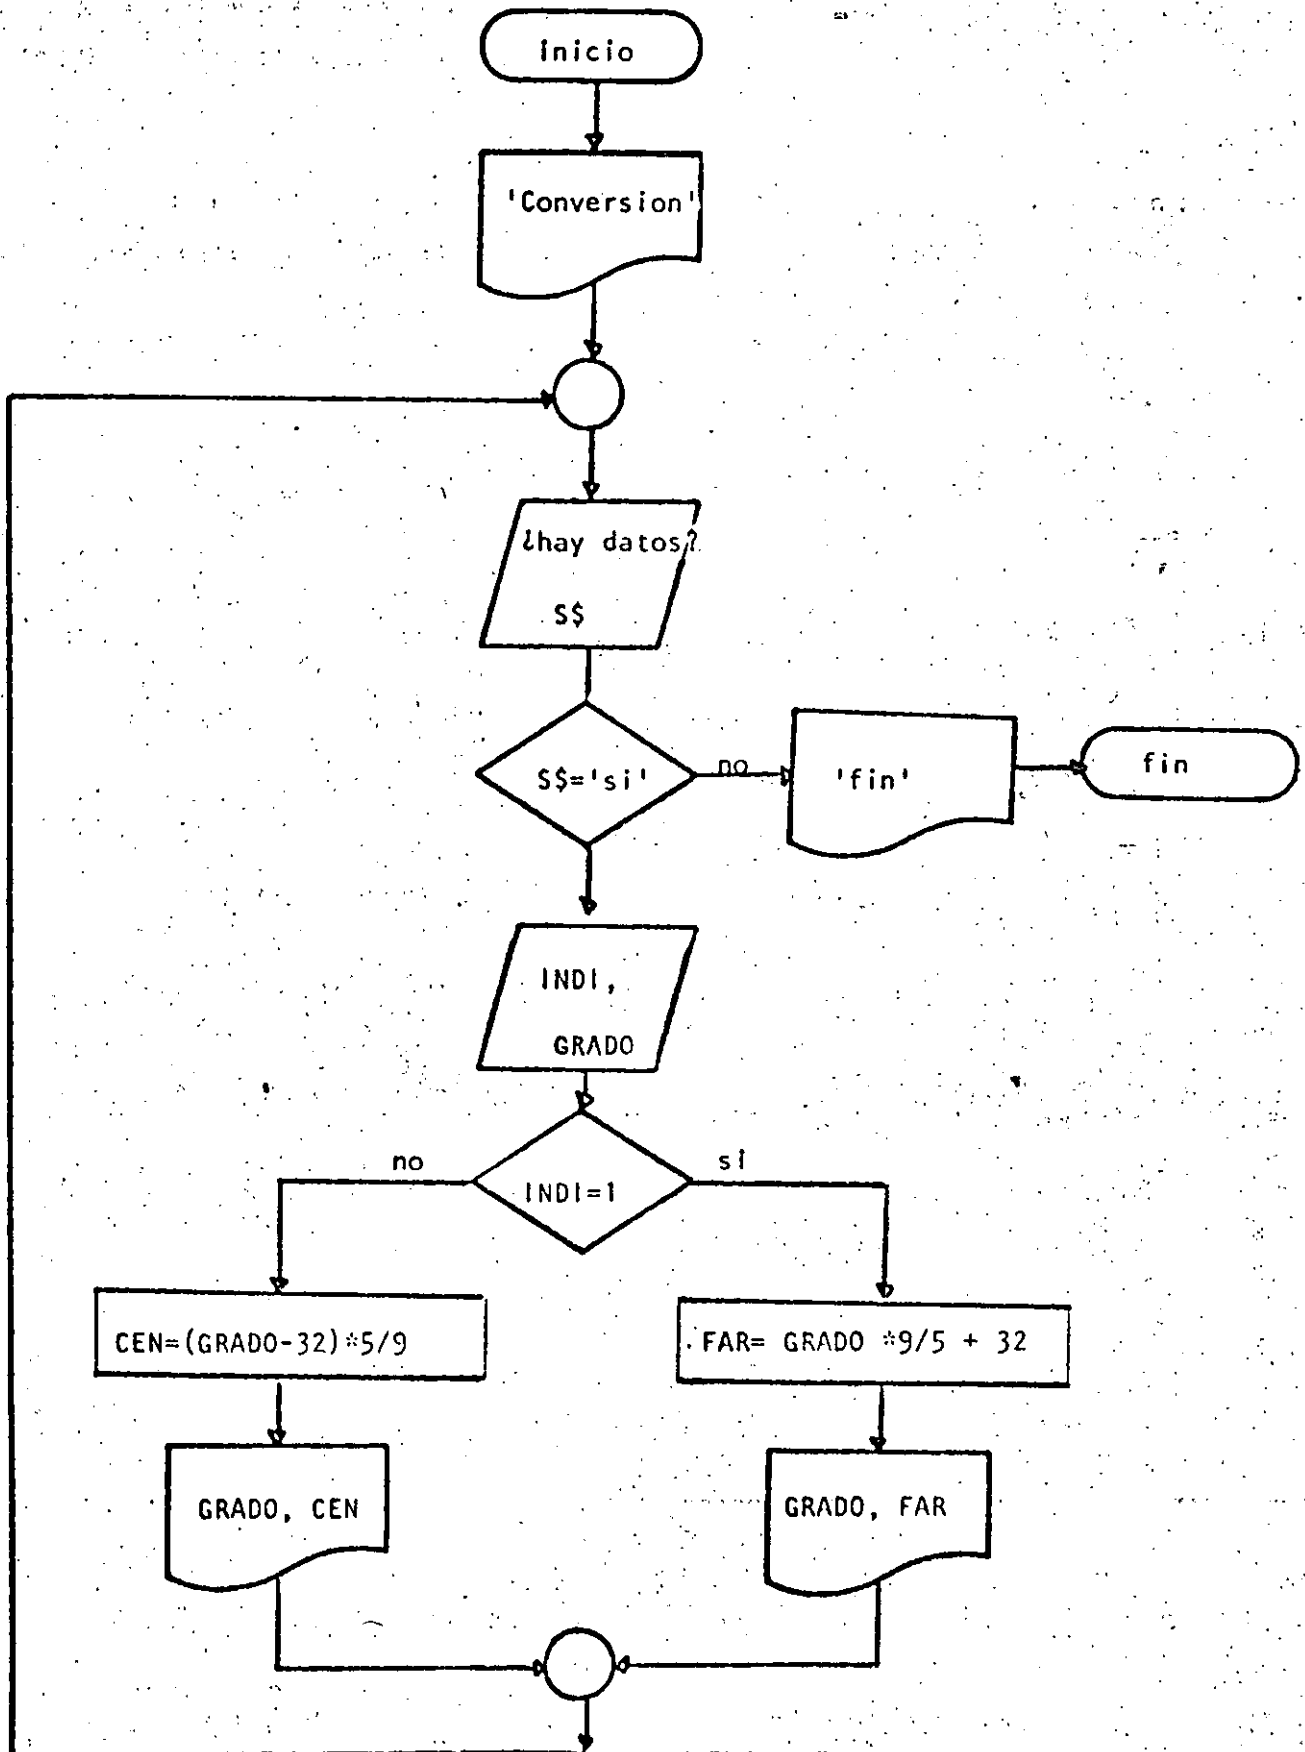 inicio
'Conversion'
¿hay datos?
S$
S$='si'
no
'fin'
fin
INDI,
GRADO
no
si
INDI=1
CEN=(GRADO-32)*5/9
FAR= GRADO *9/5 + 32
GRADO, CEN
GRADO, FAR